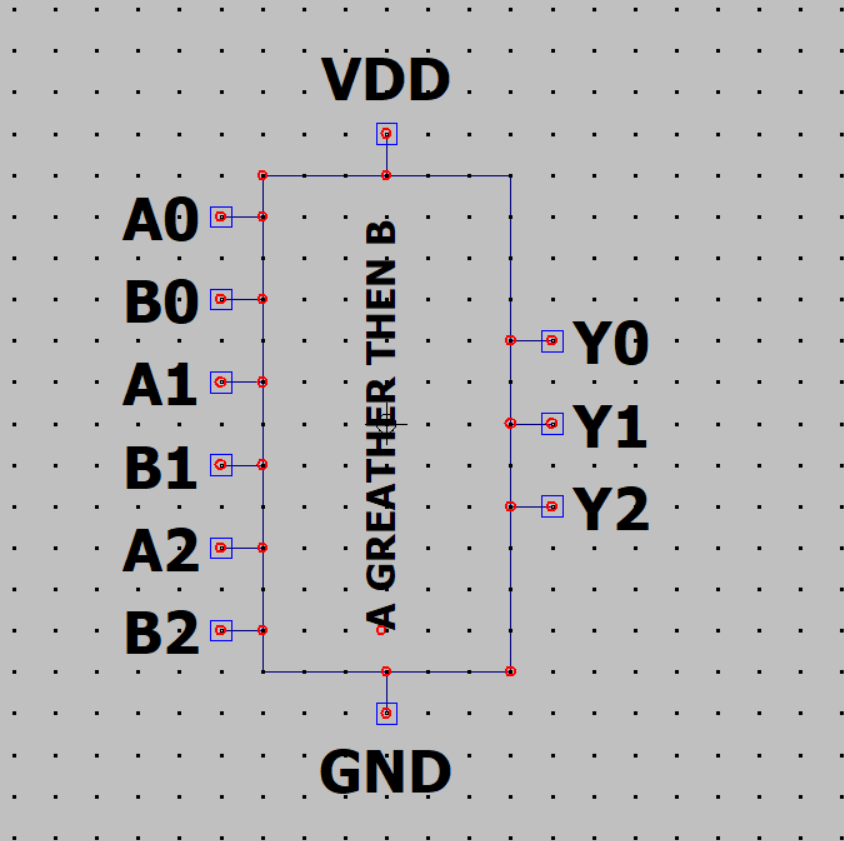 VDD
A0
B0
A1
B1
A2
B2
A GREATHER THEN B
Y0
Y1
Y2
GND